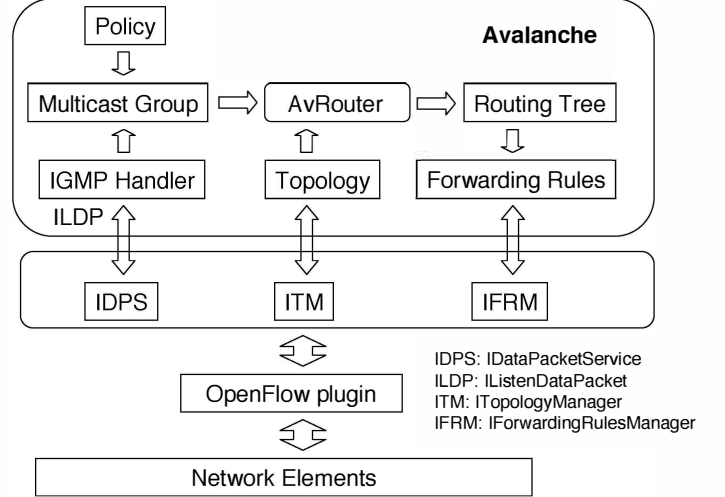 Policy
Avalanche
Multicast Group
AvRouter
Routing Tree
IGMP Handler
Topology
Forwarding Rules
ILDP
IDPS
ITM
IFRM
IDPS: IDataPacketService
ILDP: IListenDataPacket
ITM: ITopologyManager
IFRM: IForwardingRulesManager
OpenFlow plugin
Network Elements